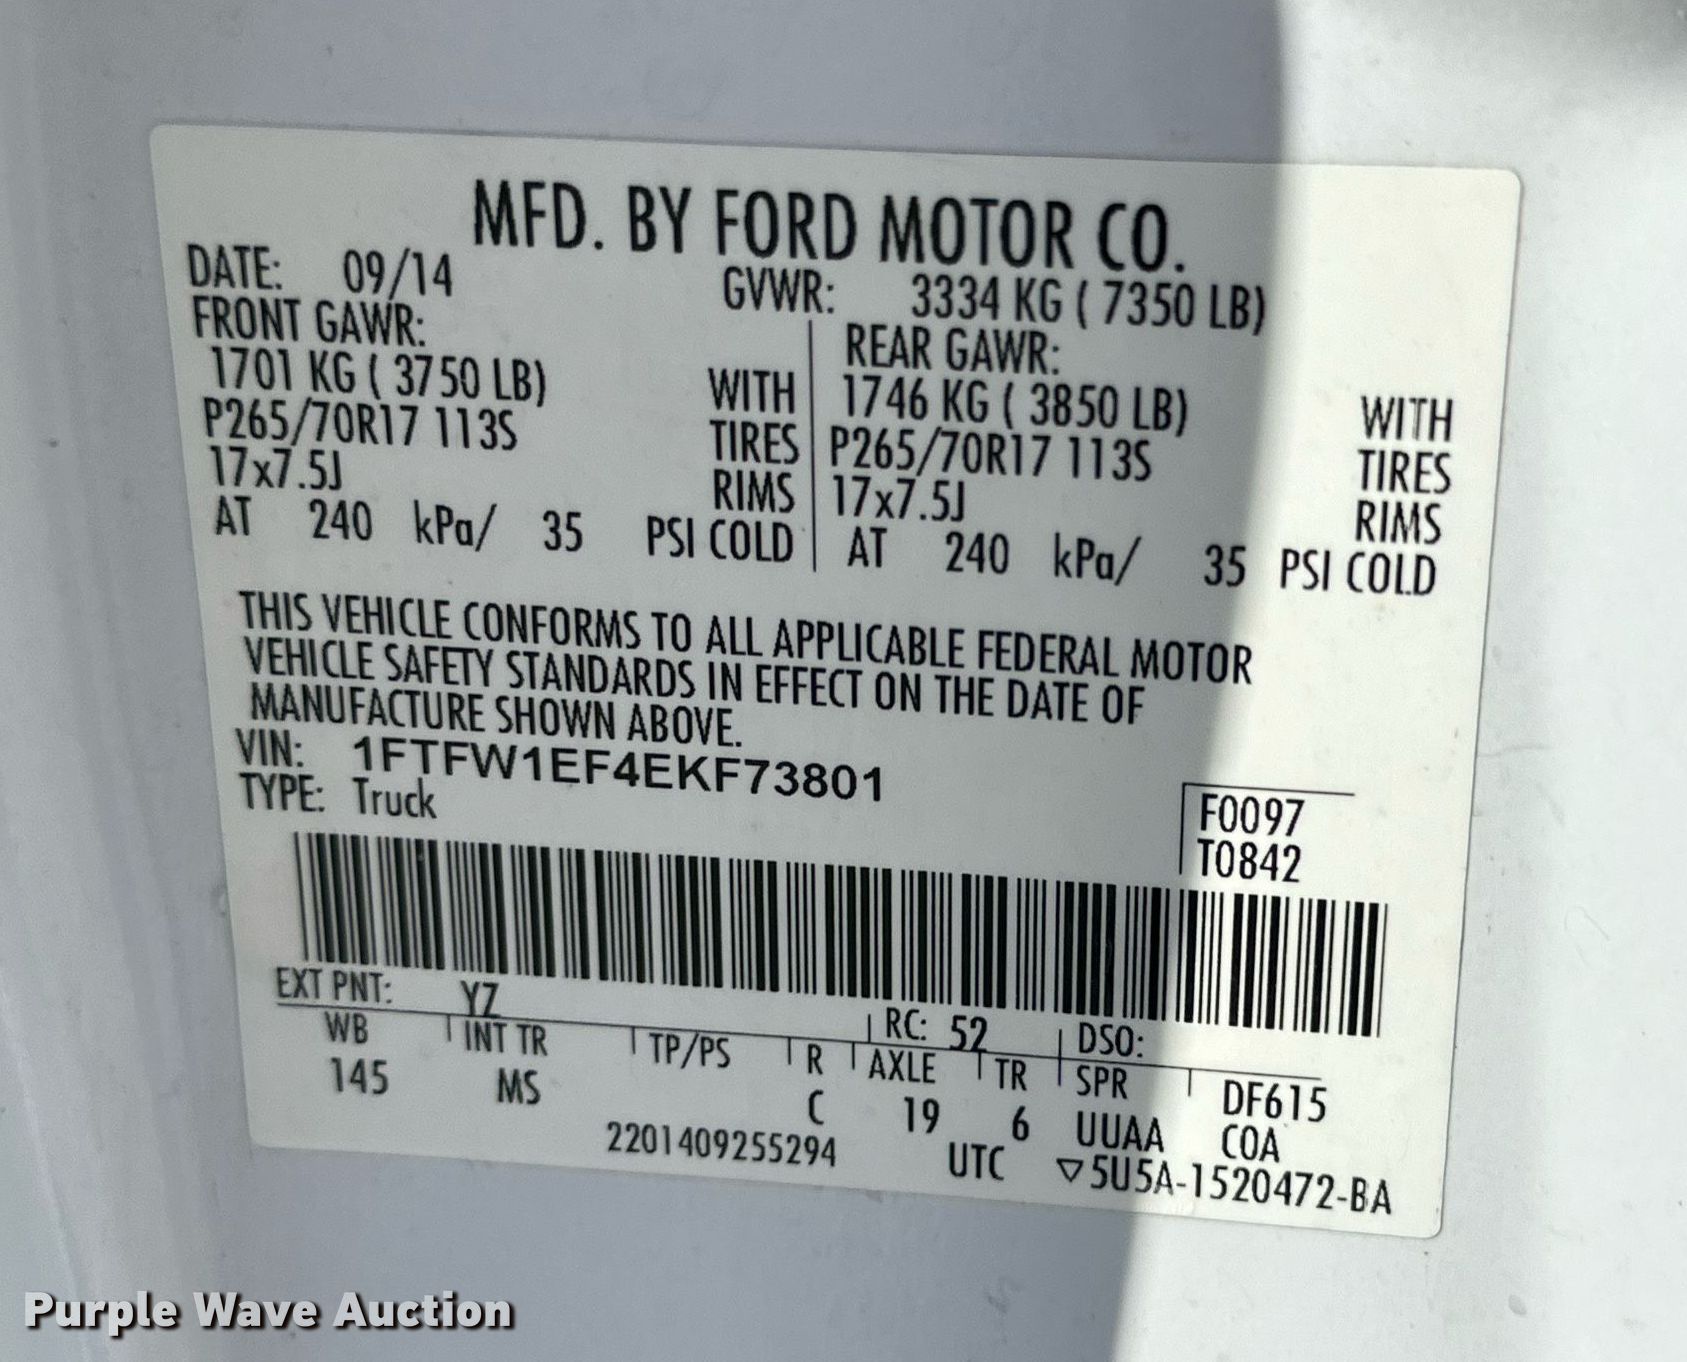 MFD. BY FORD MOTOR CO.
DATE: 09/14 GVWR: 3334 KG ( 7350 LB)
FRONT GAWR: REAR GAWR:
1701 KG ( 3750 LB) WITH 1746 KG ( 3850 LB) WITH
P265/70R17 113S TIRES P265/70R17 113S TIRES
17x7.5J RIMS 17x7.5J RIMS
AT 240 kPa/ 35 PSI COLD AT 240 kPa/ 35 PSI COLD
THIS VEHICLE CONFORMS TO ALL APPLICABLE FEDERAL MOTOR
VEHICLE SAFETY STANDARDS IN EFFECT ON THE DATE OF
MANUFACTURE SHOWN ABOVE.
VIN: 1FTFW1EF4EKF73801
TYPE: Truck
F0097
T0842
EXT PNT: YZ RC: 52 DSO:
WB INT TR TP/PS R AXLE TR SPR DF615
145 MS C 19 6 UUAA COA
2201409255294 UTC ▽5U5A-1520472-BA
Purple Wave Auction